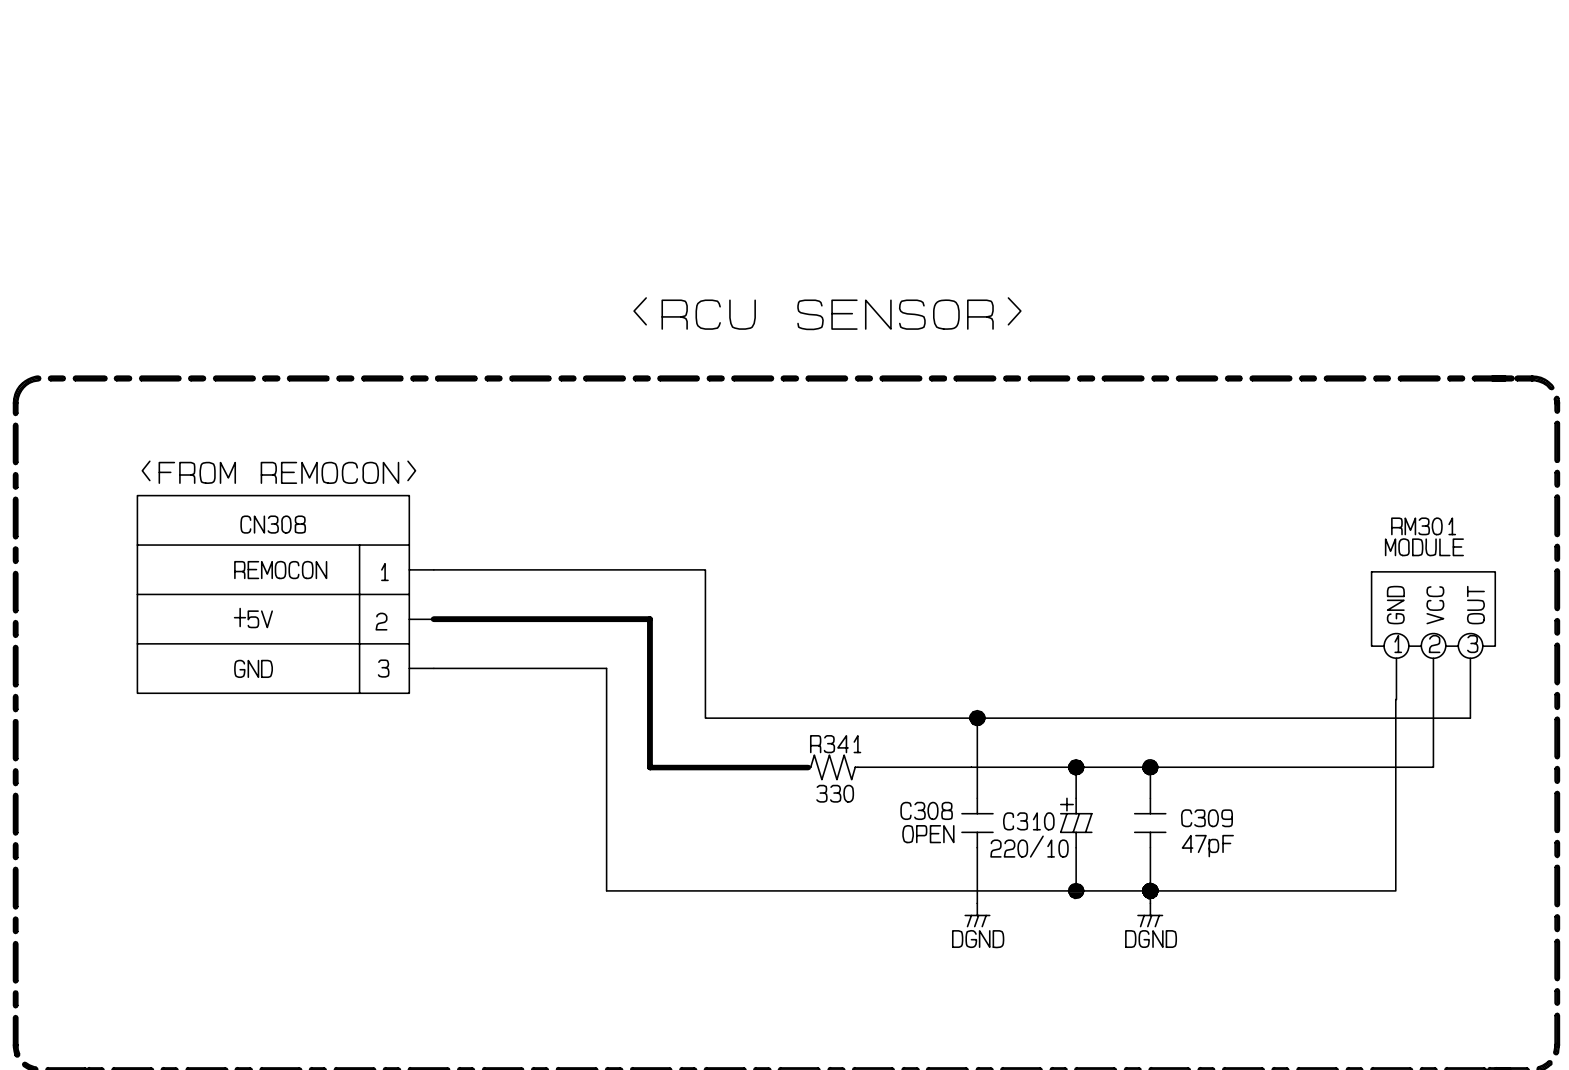 <RCU SENSOR>
<FROM REMOCON>
CN308
REMOCON 1
+5V 2
GND 3
RM301
MODULE
GND VCC OUT
1 2 3
R341
330
C308
OPEN
+
C310
220/10
C309
47pF
DGND
DGND